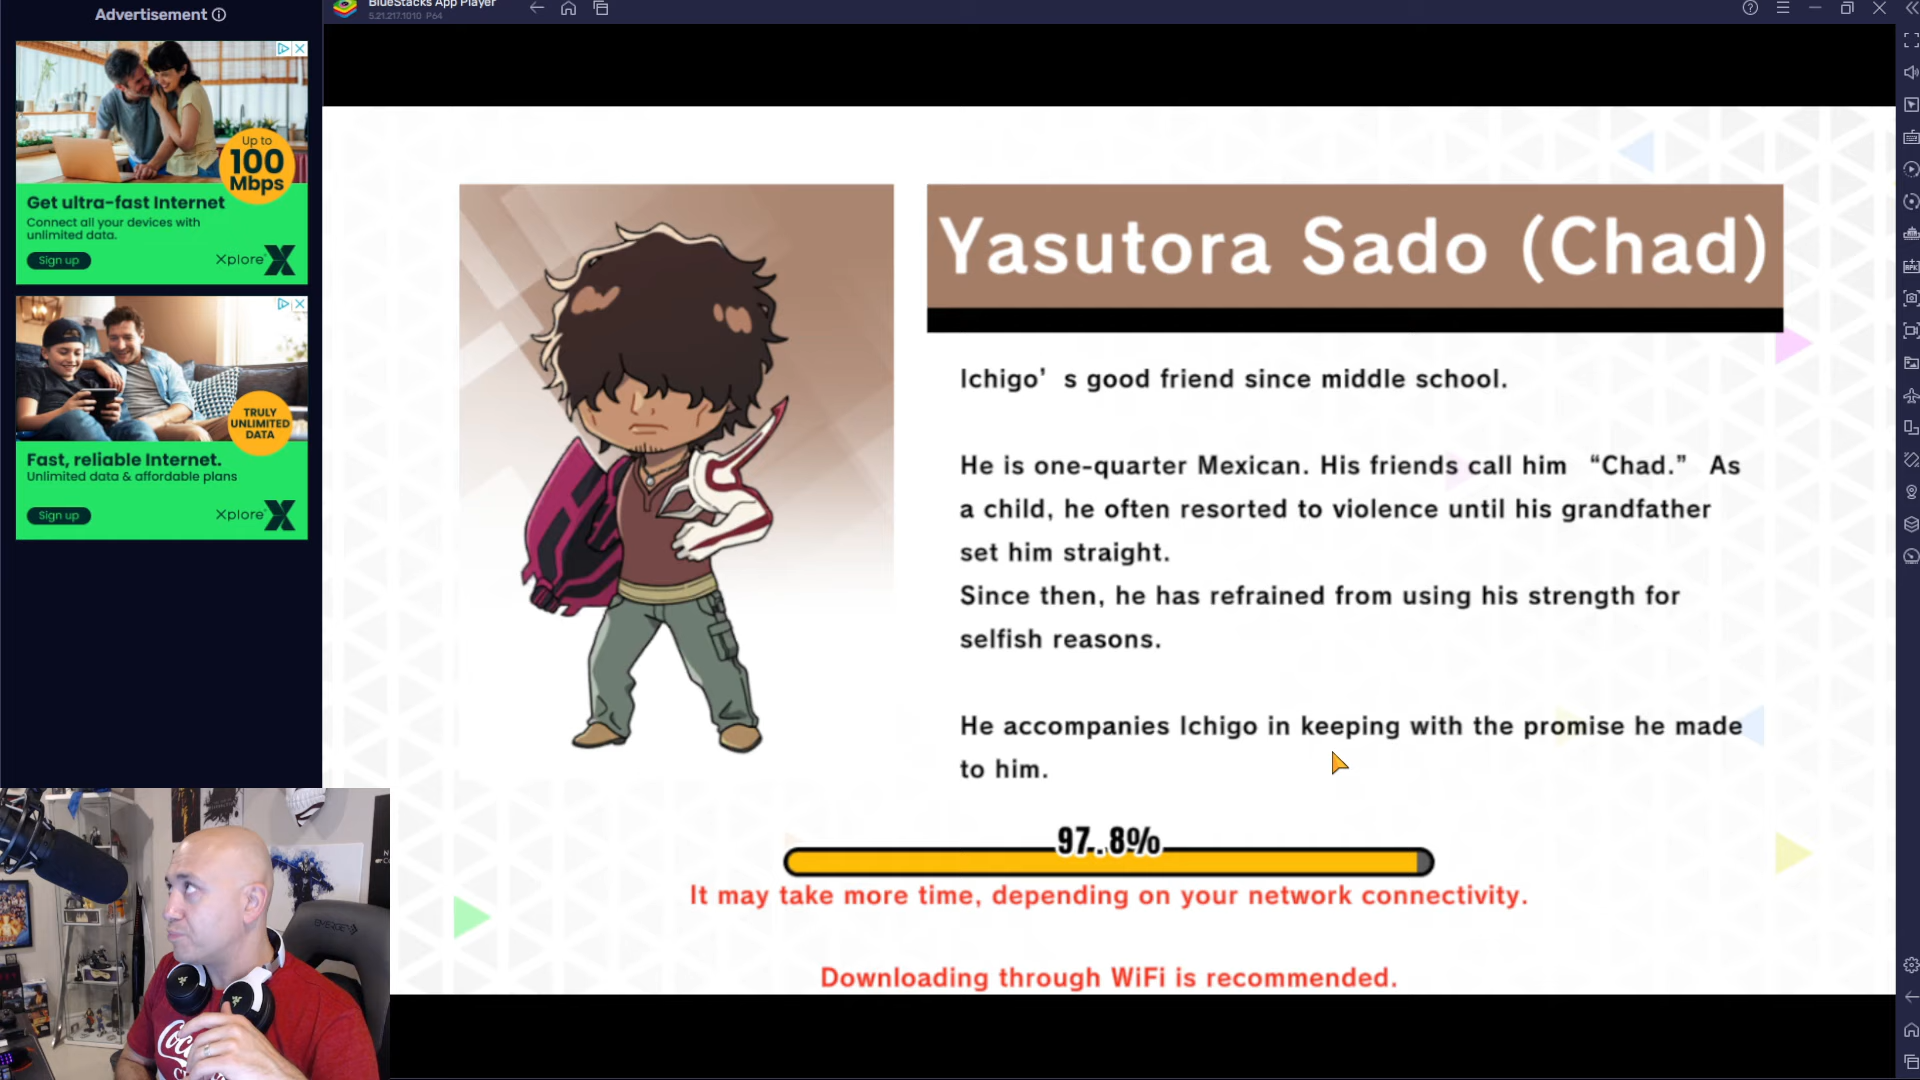 Advertisement
BlueStacks App Player
5.21.217.1010 P64
Up to
100
Mbps
Get ultra-fast Internet
Connect all your devices with
unlimited data.
Sign up
Xplore
TRULY
UNLIMITED
DATA
Fast, reliable Internet.
Unlimited data & affordable plans
Sign up
Xplore
Yasutora Sado (Chad)
Ichigo’ s good friend since middle school.
He is one-quarter Mexican. His friends call him “Chad.” As
a child, he often resorted to violence until his grandfather
set him straight.
Since then, he has refrained from using his strength for
selfish reasons.
He accompanies Ichigo in keeping with the promise he made
to him.
97.8%
It may take more time, depending on your network connectivity.
Downloading through WiFi is recommended.